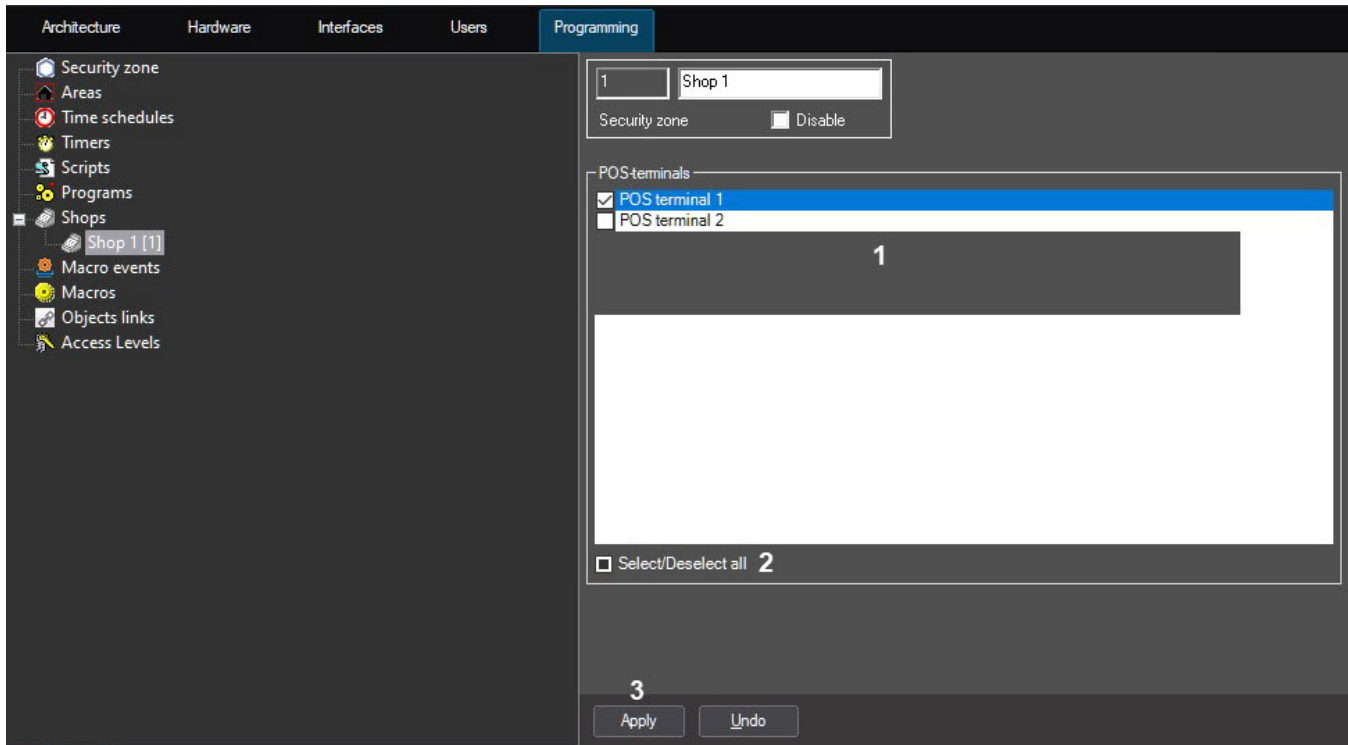 Architecture Hardware Interfaces Users Programming
Security zone
Areas
Time schedules
Timers
Scripts
Programs
Shops
Shop 1 [1]
Macro events
Macros
Objects links
Access Levels
1 Shop 1
Security zone Disable
POS-terminals
POS terminal 1
POS terminal 2
1
Select/Deselect all 2
3
Apply Undo